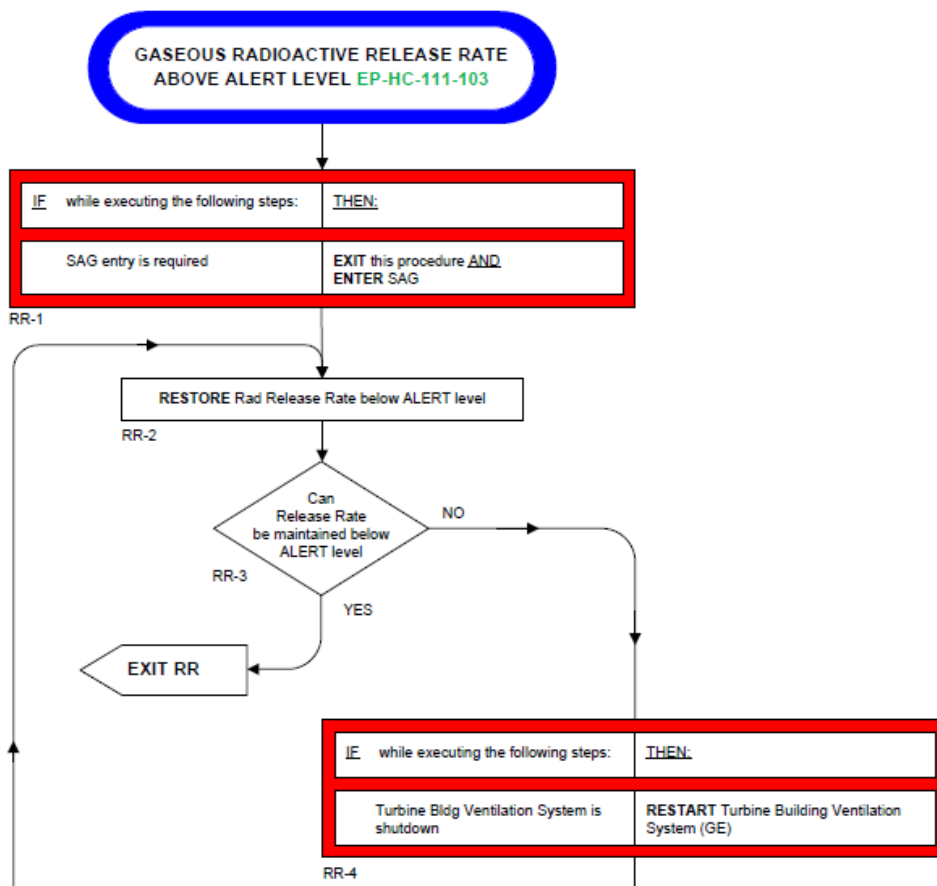 GASEOUS RADIOACTIVE RELEASE RATE
ABOVE ALERT LEVEL EP-HC-111-103
IF while executing the following steps:
THEN:
SAG entry is required
EXIT this procedure AND
ENTER SAG
RR-1
RESTORE Rad Release Rate below ALERT level
RR-2
Can
Release Rate
be maintained below
ALERT level
NO
RR-3
YES
EXIT RR
IF while executing the following steps:
THEN:
Turbine Bldg Ventilation System is
shutdown
RESTART Turbine Building Ventilation
System (GE)
RR-4